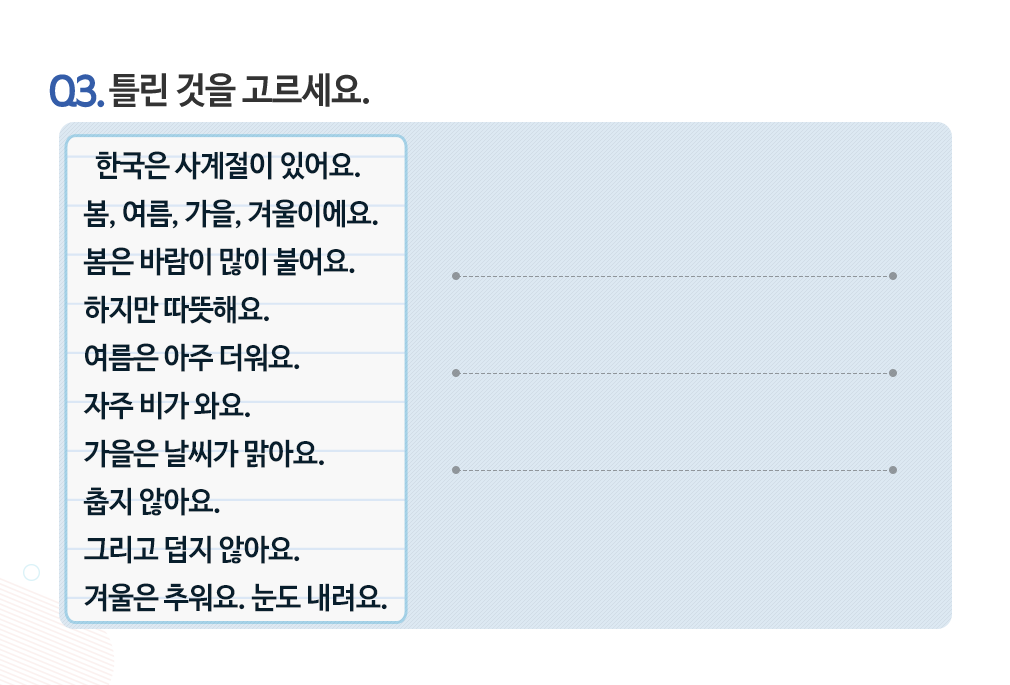 Q3. 틀린 것을 고르세요.
한국은 사계절이 있어요.
봄, 여름, 가을, 겨울이에요.
봄은 바람이 많이 불어요.
하지만 따뜻해요.
여름은 아주 더워요.
자주 비가 와요.
가을은 날씨가 맑아요.
춥지 않아요.
그리고 덥지 않아요.
겨울은 추워요. 눈도 내려요.